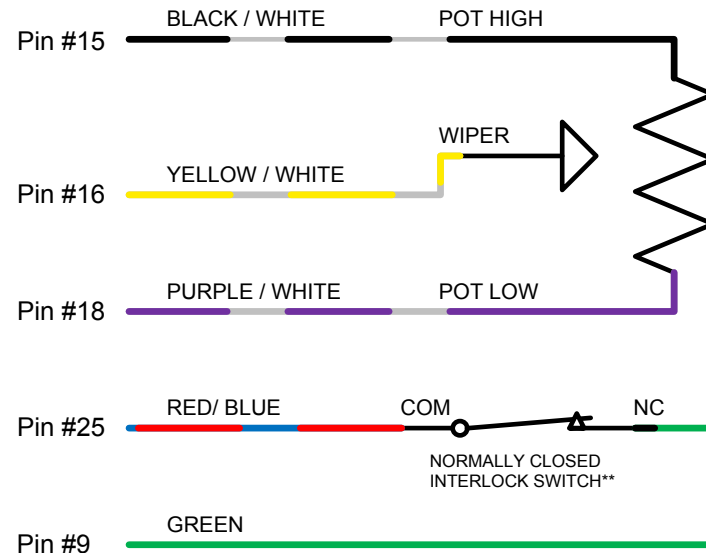 BLACK / WHITE POT HIGH
Pin #15
WIPER
YELLOW / WHITE
Pin #16
PURPLE / WHITE POT LOW
Pin #18
RED/ BLUE COM NC
Pin #25
NORMALLY CLOSED
INTERLOCK SWITCH**
GREEN
Pin #9